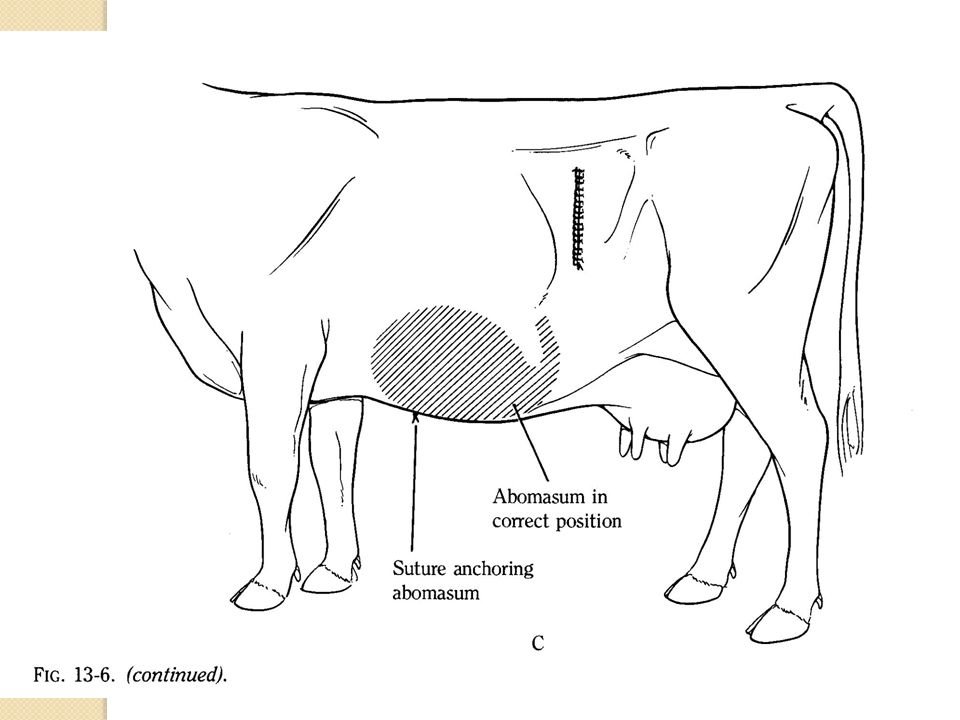 Abomasum in
correct position
Suture anchoring
abomasum
C
FIG. 13-6. (continued).